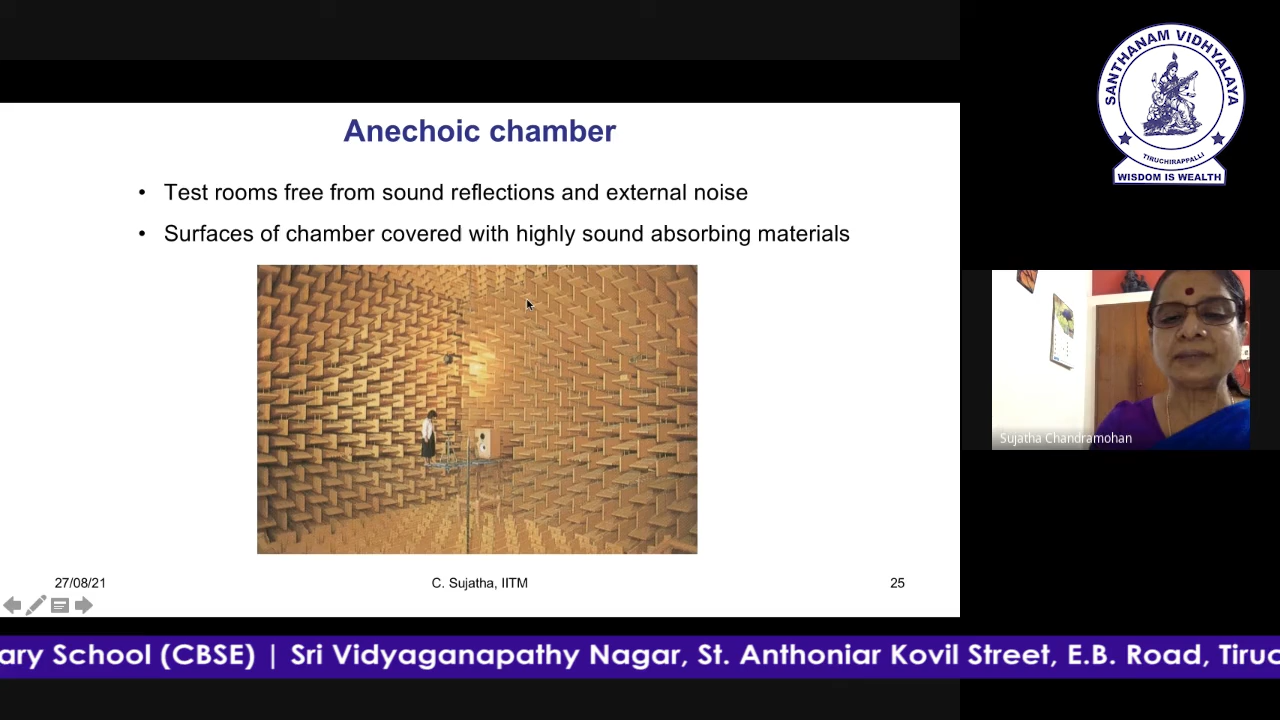 Anechoic chamber
• Test rooms free from sound reflections and external noise
• Surfaces of chamber covered with highly sound absorbing materials
27/08/21
C. Sujatha, IITM
25
SANTHANAM VIDHYALAYA
TIRUCHIRAPPALLI
WISDOM IS WEALTH
Sujatha Chandramohan
ary School (CBSE) | Sri Vidyaganapathy Nagar, St. Anthoniar Kovil Street, E.B. Road, Tiruc